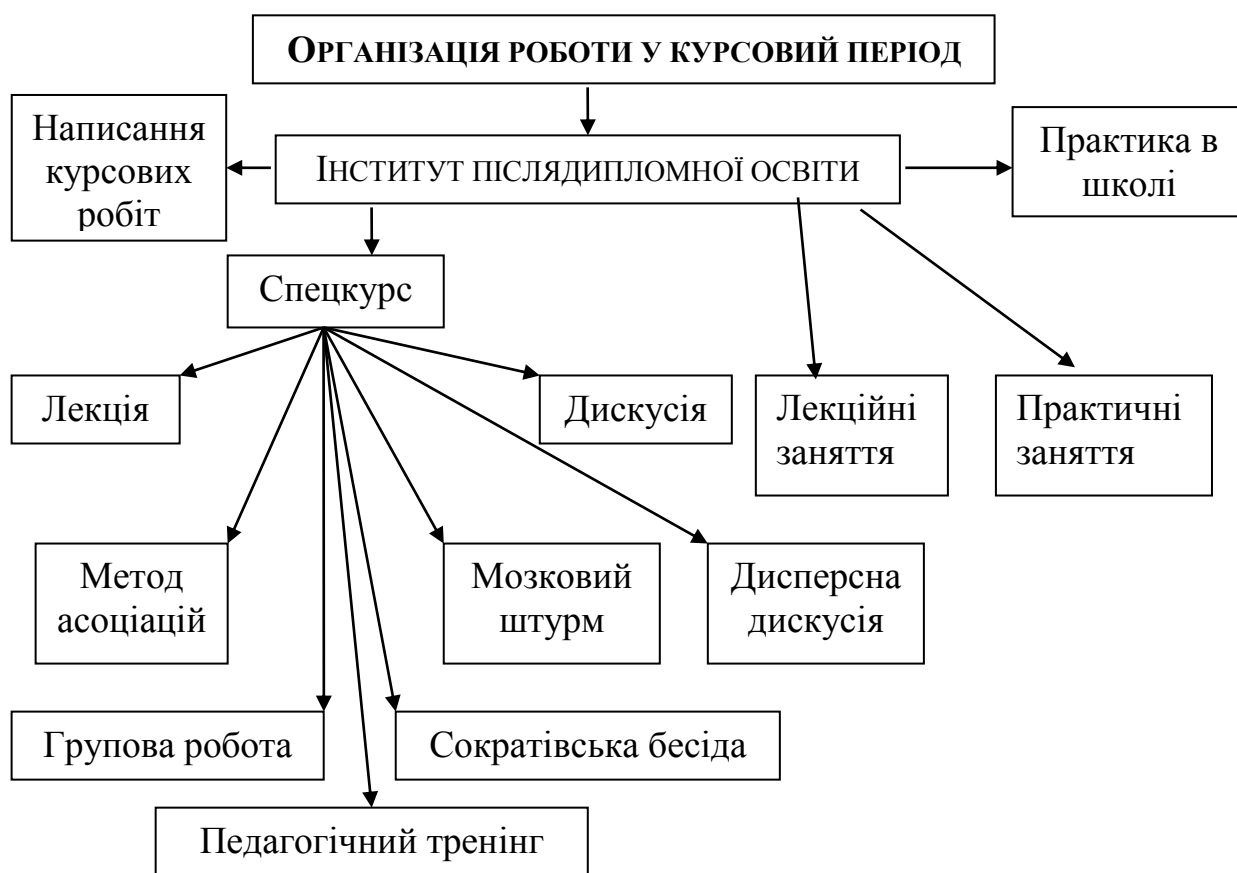 ОРГАНІЗАЦІЯ РОБОТИ У КУРСОВИЙ ПЕРІОД
Написання
курсових
робіт
ІНСТИТУТ ПІСЛЯДИПЛОМНОЇ ОСВІТИ
Практика в
школі
Спецкурс
Лекція
Дискусія
Лекційні
заняття
Практичні
заняття
Метод
асоціацій
Мозковий
штурм
Дисперсна
дискусія
Групова робота
Сократівська бесіда
Педагогічний тренінг